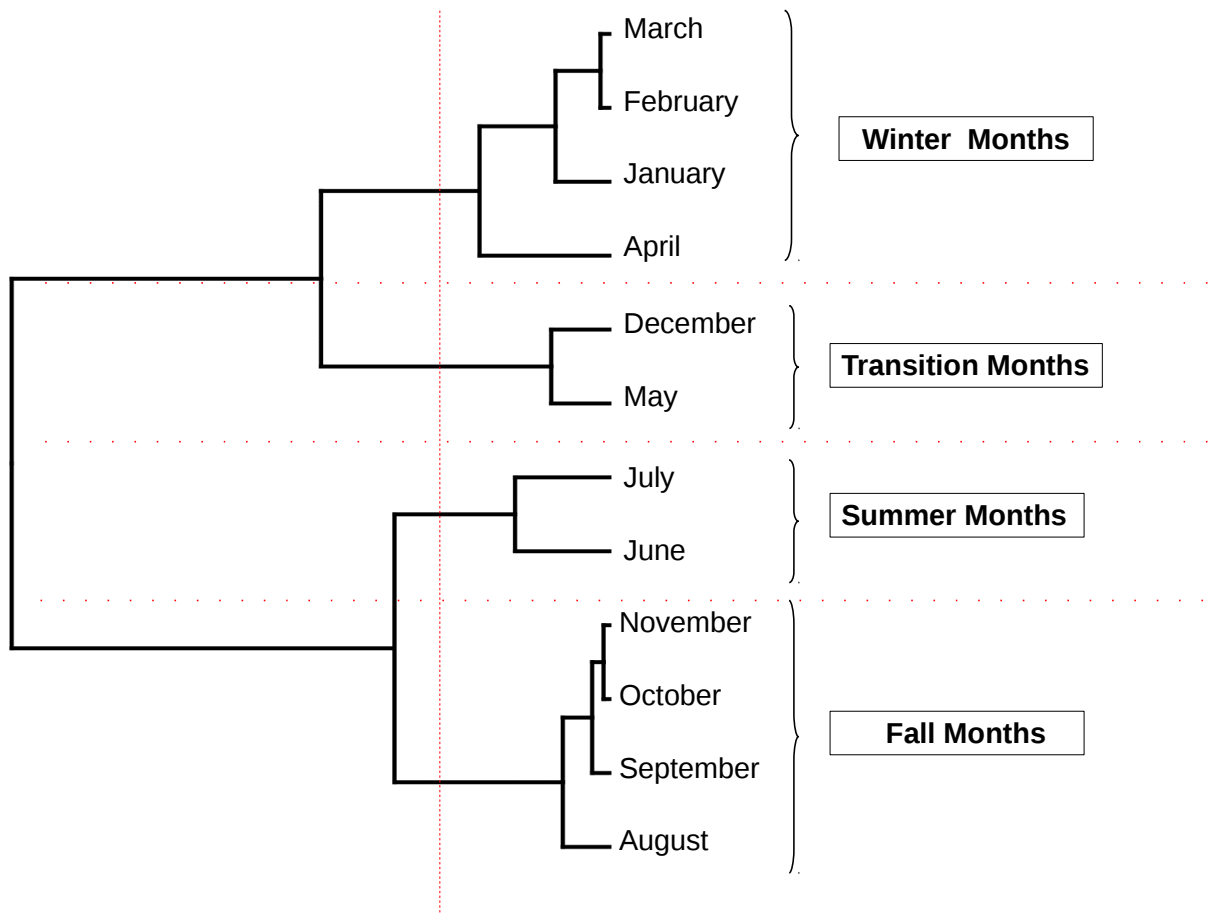 March
February
January
April
Winter  Months
December
May
Transition Months
July
June
Summer Months
November
October
September
August
Fall Months